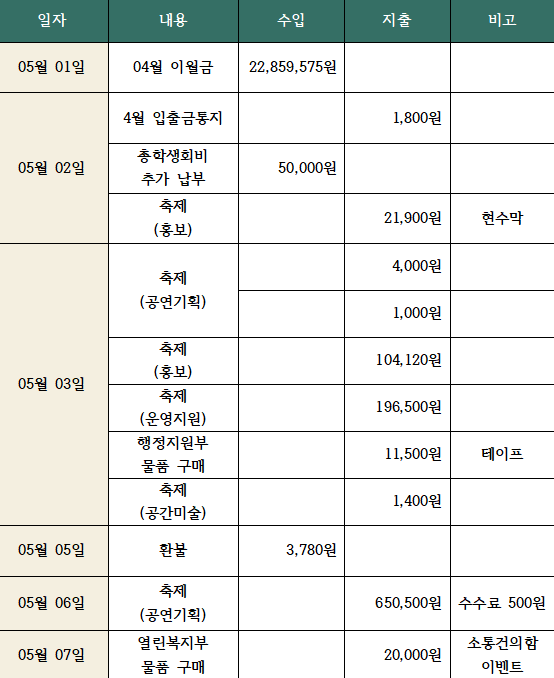 일자 내용 수입 지출 비고
05월 01일 04월 이월금 22,859,575원
05월 02일 4월 입출금통지 1,800원
총학생회비
추가 납부 50,000원
축제
(홍보) 21,900원 현수막
05월 03일 축제
(공연기획) 4,000원
1,000원
축제
(홍보) 104,120원
축제
(운영지원) 196,500원
행정지원부
물품 구매 11,500원 테이프
축제
(공간미술) 1,400원
05월 05일 환불 3,780원
05월 06일 축제
(공연기획) 650,500원 수수료 500원
05월 07일 열린복지부
물품 구매 20,000원 소통건의함
이벤트